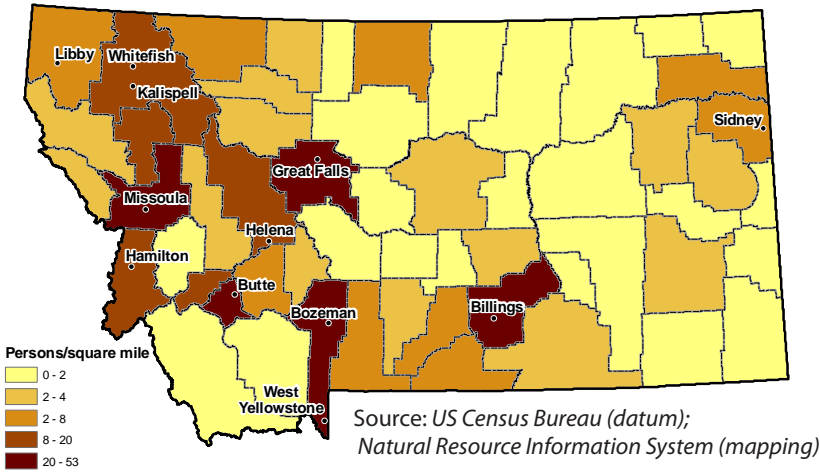 Libby
Whitefish
Kalispell
Sidney
Great Falls
Missoula
Helena
Hamilton
Butte
Bozeman
Billings
West
Yellowstone
Persons/square mile
0 - 2
2 - 4
2 - 8
8 - 20
20 - 53
Source: US Census Bureau (datum);
Natural Resource Information System (mapping)